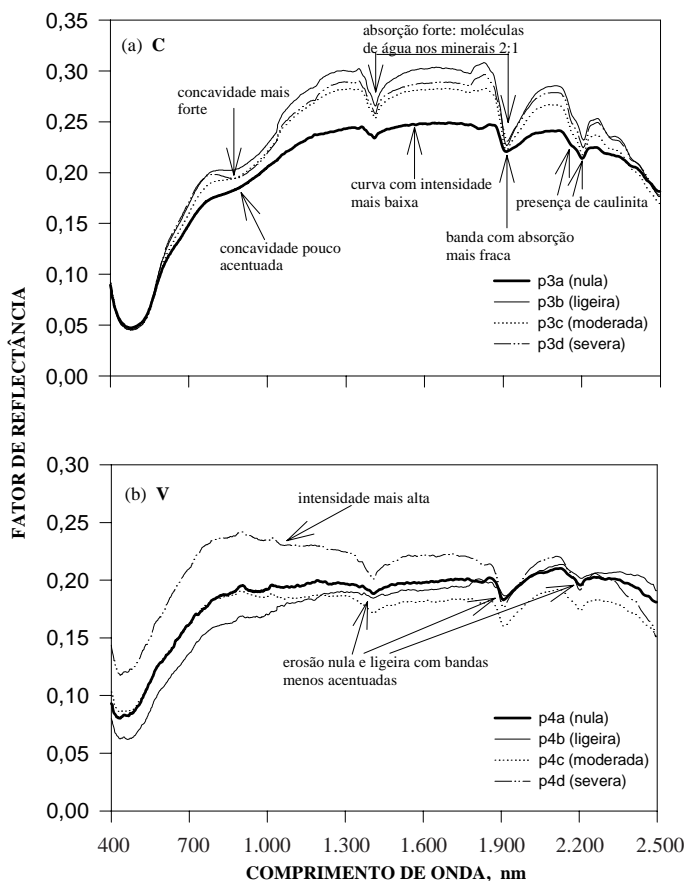 FATOR DE REFLECTÂNCIA
0,35
0,30
0,25
0,20
0,15
0,10
0,05
0,00
(a) C
absorção forte: moléculas
de água nos minerais 2:1
concavidade mais
forte
concavidade pouco
acentuada
curva com intensidade
mais baixa
banda com absorção
mais fraca
presença de caulinita
p3a (nula)
p3b (ligeira)
p3c (moderada)
p3d (severa)
0,30
0,25
0,20
0,15
0,10
0,05
0,00
(b) V
intensidade mais alta
erosão nula e ligeira com bandas
menos acentuadas
p4a (nula)
p4b (ligeira)
p4c (moderada)
p4d (severa)
400 700 1.000 1.300 1.600 1.900 2.200 2.500
COMPRIMENTO DE ONDA, nm